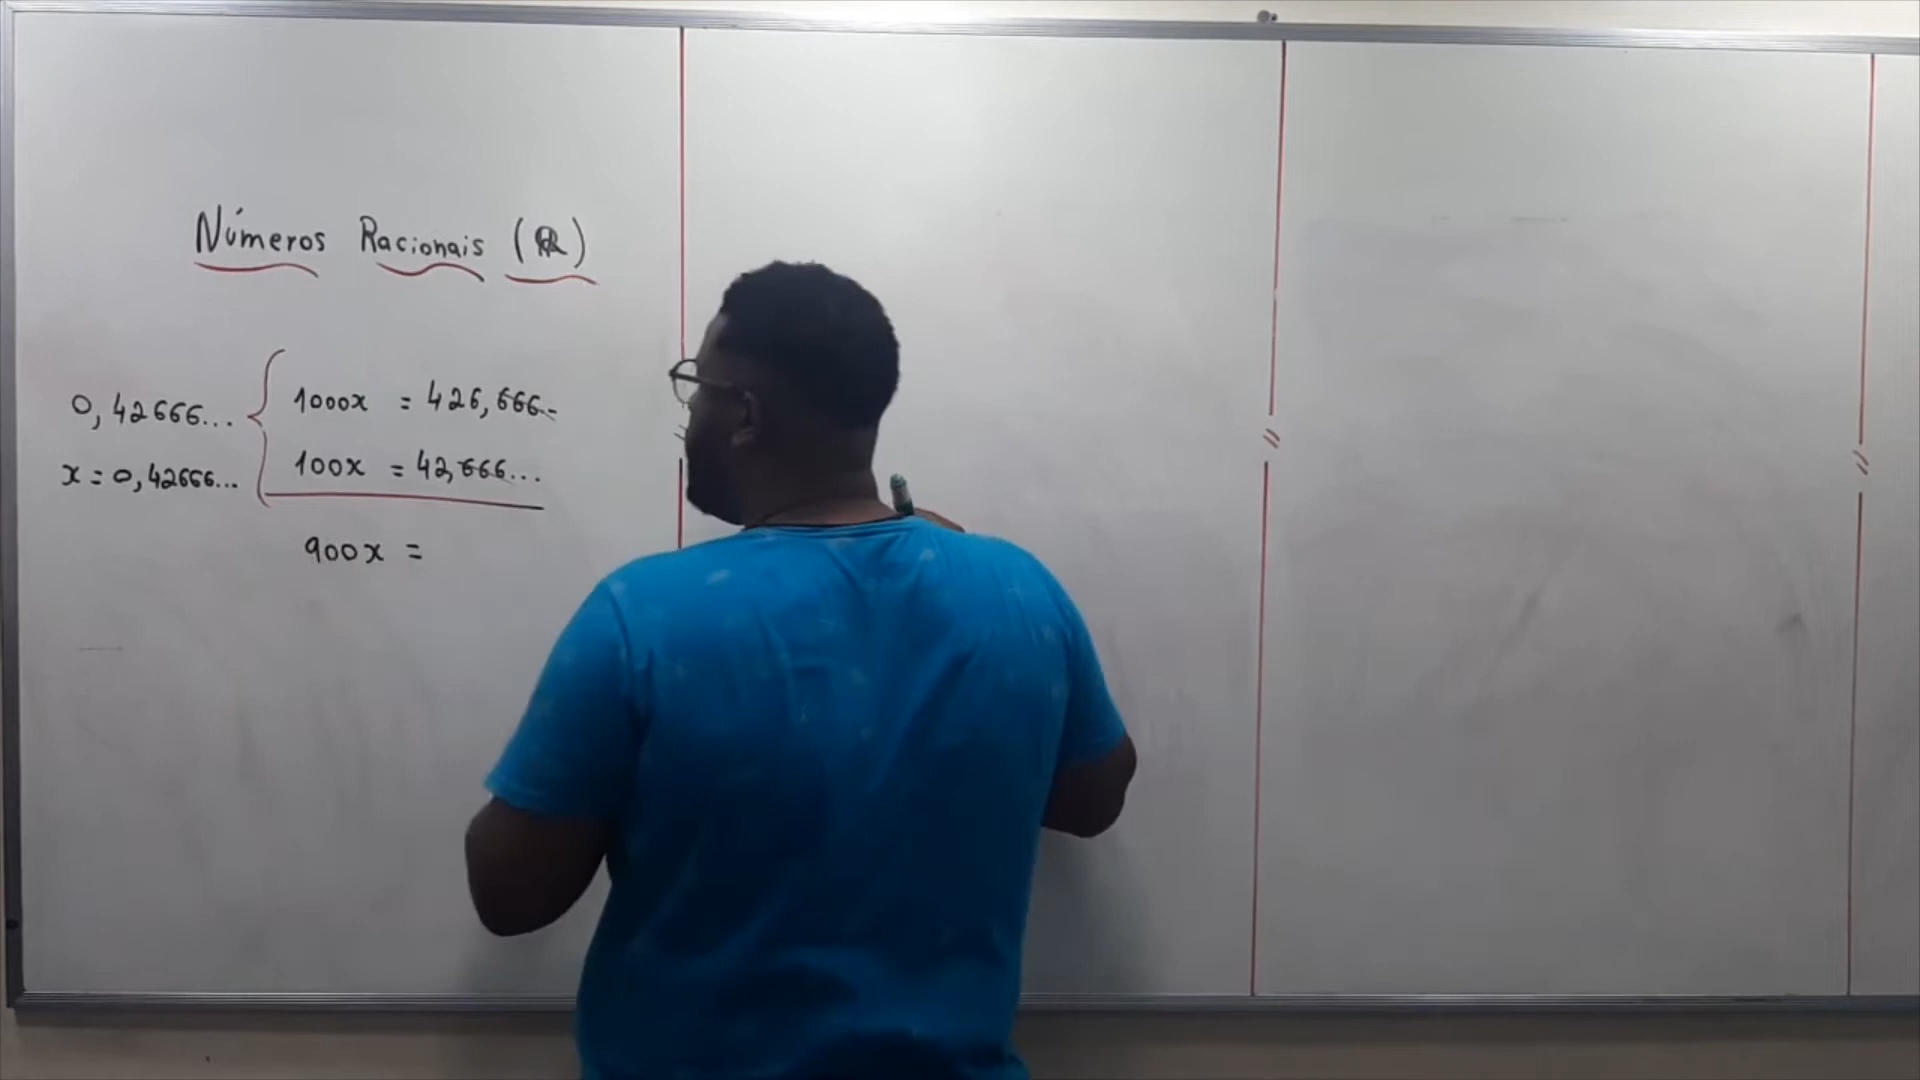 Números Racionais (ℚ)
0,42666...
x = 0,42666...
1000x = 426,666...
100x = 42,666...
900x =